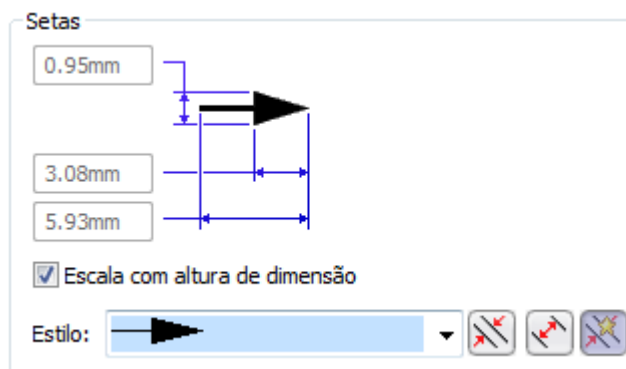 Setas
0.95mm
3.08mm
5.93mm
Escala com altura de dimensão
Estilo: